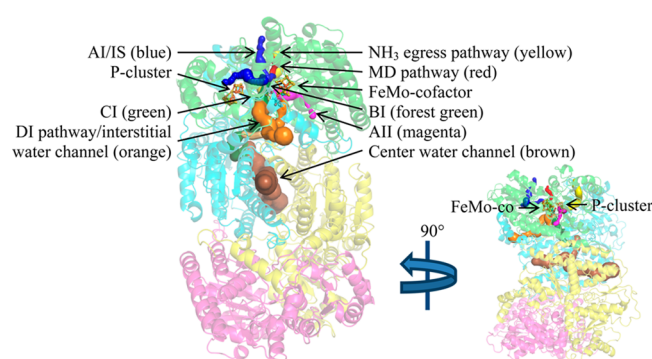 AI/IS (blue)
P-cluster
CI (green)
DI pathway/interstitial
water channel (orange)
NH₃ egress pathway (yellow)
MD pathway (red)
FeMo-cofactor
BI (forest green)
AII (magenta)
Center water channel (brown)
90°
FeMo-co
P-cluster